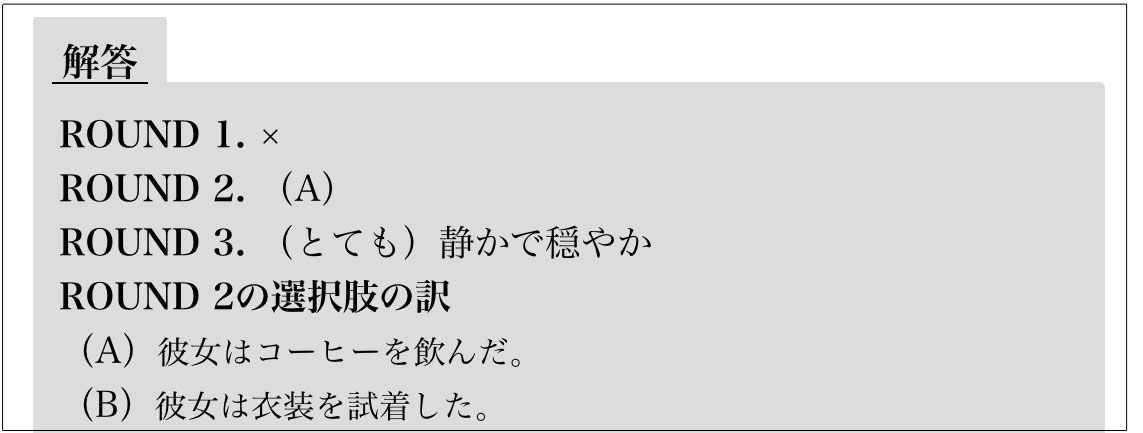 解答
ROUND 1. ×
ROUND 2. （A）
ROUND 3. （とても）静かで穏やか
ROUND 2の選択肢の訳
（A）彼女はコーヒーを飲んだ。
（B）彼女は衣装を試着した。